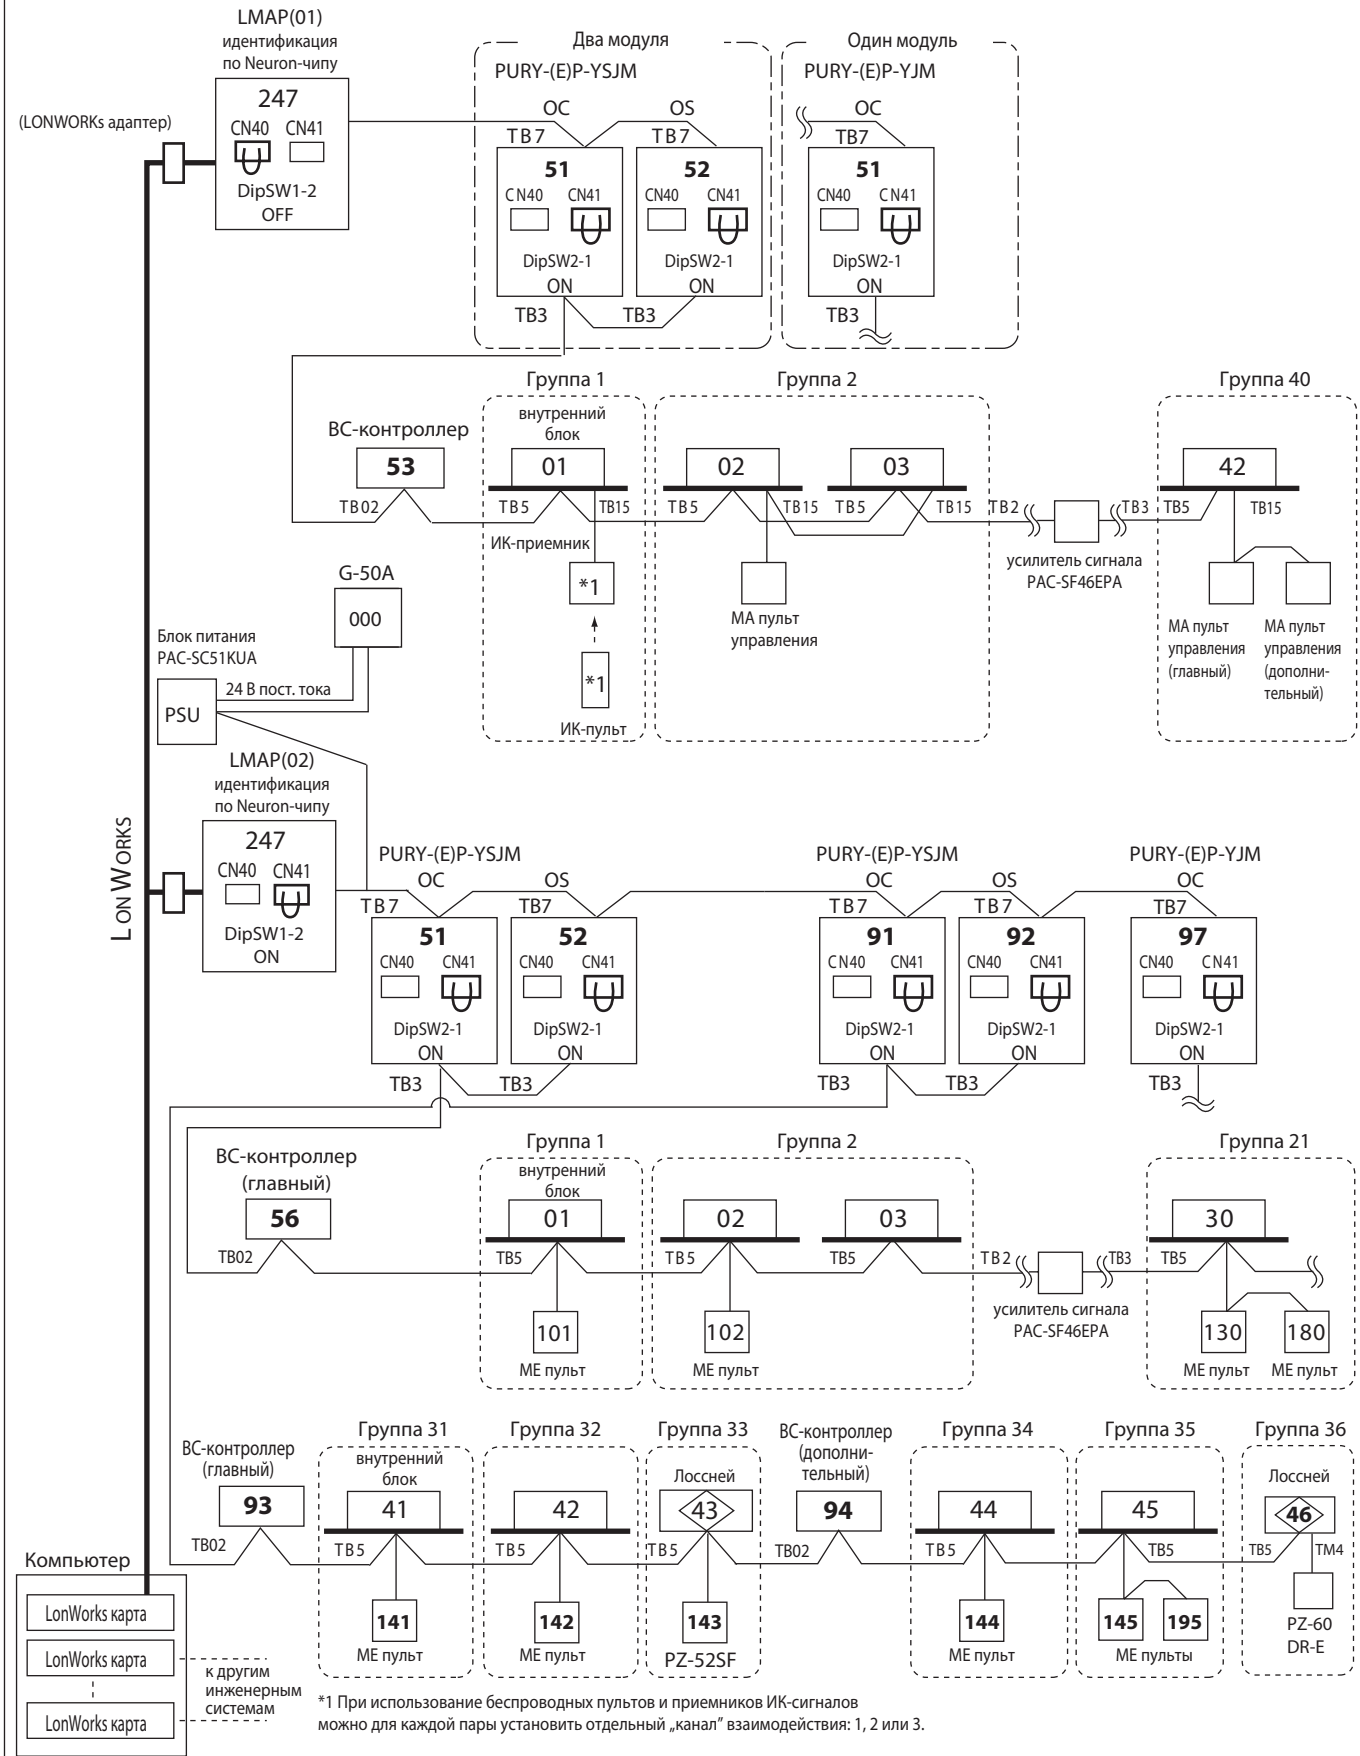 LMAP(01)
идентификация
по Neuron-чипу
247
CN40 CN41
DipSW1-2
OFF
(LONWORKs адаптер)
Два модуля
PURY-(E)P-YSJM
OC OS
TB7 TB7
51 52
CN40 CN41 CN40 CN41
DipSW2-1 DipSW2-1
ON ON
TB3 TB3
Один модуль
PURY-(E)P-YJM
OC
TB7
51
CN40 CN41
DipSW2-1
ON
TB3
BC-контроллер
53
TB02
Группа 1
внутренний
блок
01
TB5 TB15
ИК-приемник
*1
*1
ИК-пульт
Группа 2
02 03
TB5 TB15 TB5 TB15
МА пульт
управления
TB2 TB3
усилитель сигнала
PAC-SF46EPA
Группа 40
42
TB5 TB15
МА пульт
управления
(главный)
МА пульт
управления
(дополни-
тельный)
G-50A
000
Блок питания
PAC-SC51KUA
24 В пост. тока
PSU
LMAP(02)
идентификация
по Neuron-чипу
247
CN40 CN41
DipSW1-2
ON
LONWORKS
PURY-(E)P-YSJM
OC OS
TB7 TB7
51 52
CN40 CN41 CN40 CN41
DipSW2-1 DipSW2-1
ON ON
TB3 TB3
PURY-(E)P-YSJM
OC OS
TB7 TB7
91 92
CN40 CN41 CN40 CN41
DipSW2-1 DipSW2-1
ON ON
TB3 TB3
PURY-(E)P-YJM
OC
TB7
97
CN40 CN41
DipSW2-1
ON
TB3
BC-контроллер
(главный)
56
TB02
Группа 1
внутренний
блок
01
TB5
101
ME пульт
Группа 2
02 03
TB5 TB5
102
ME пульт
TB2 TB3
усилитель сигнала
PAC-SF46EPA
Группа 21
30
TB5
130 180
ME пульт ME пульт
BC-контроллер
(главный)
93
TB02
Группа 31
внутренний
блок
41
TB5
141
ME пульт
Группа 32
42
TB5
142
ME пульт
Группа 33
Лоссней
43
TB5
143
PZ-52SF
BC-контроллер
(дополни-
тельный)
94
TB02
Группа 34
44
TB5
144
ME пульт
Группа 35
45
TB5
145 195
ME пульты
Группа 36
Лоссней
46
TB5 TM4
PZ-60
DR-E
Компьютер
LonWorks карта
LonWorks карта
LonWorks карта
к другим
инженерным
системам
*1 При использование беспроводных пультов и приемников ИК-сигналов
можно для каждой пары установить отдельный „канал" взаимодействия: 1, 2 или 3.